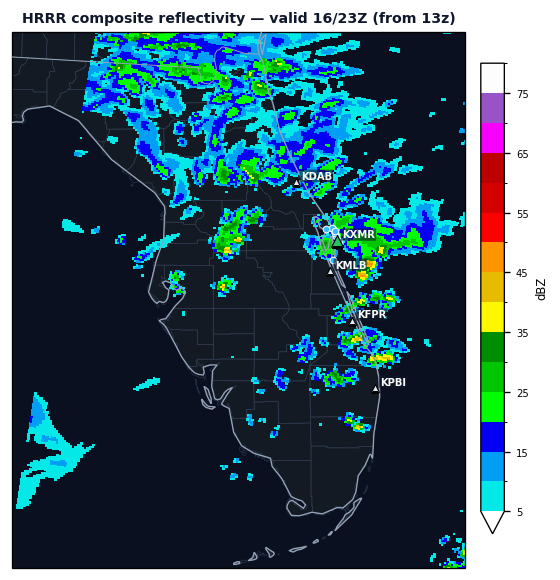 HRRR composite reflectivity — valid 16/23Z (from 13z)
KDAB
KXMR
KMLB
KFPR
KPBI
75
65
55
45
35
25
15
5
dBZ